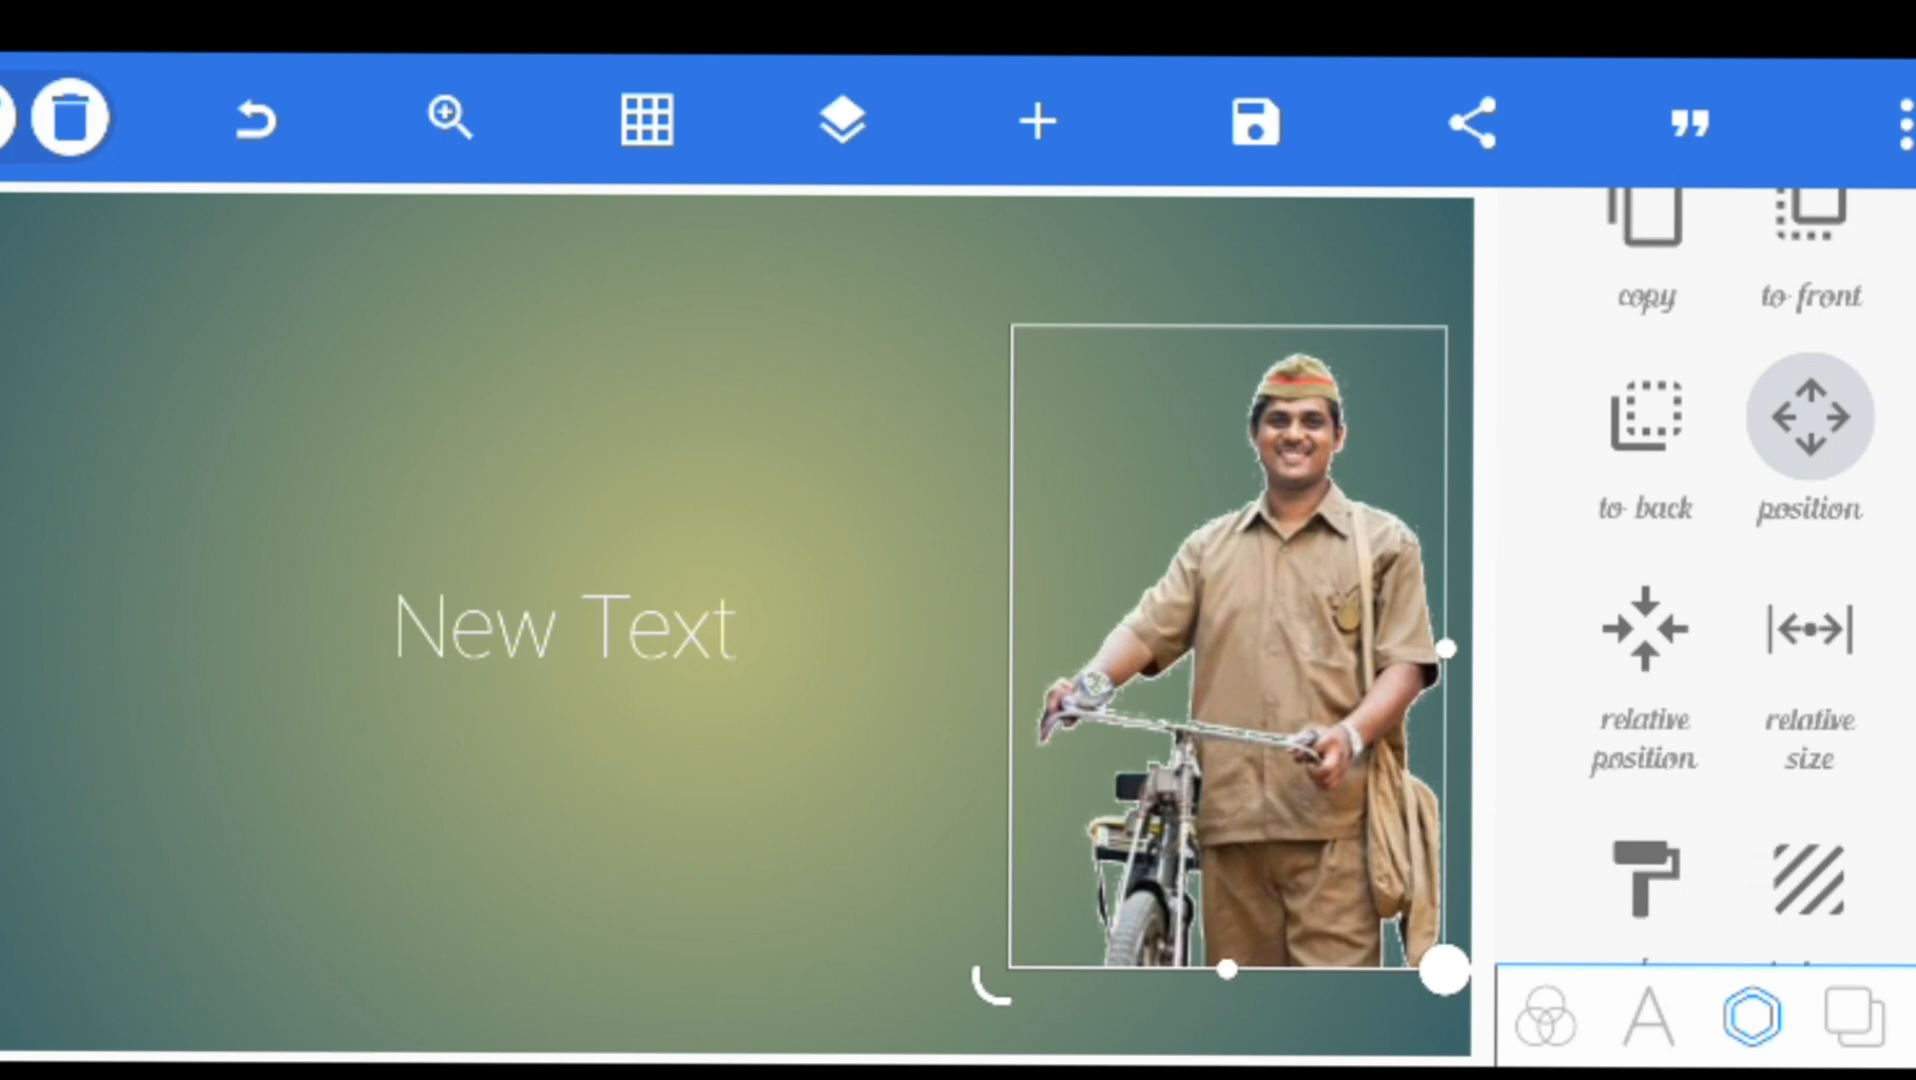 copy
to front
to back
position
New Text
relative
position
relative
size